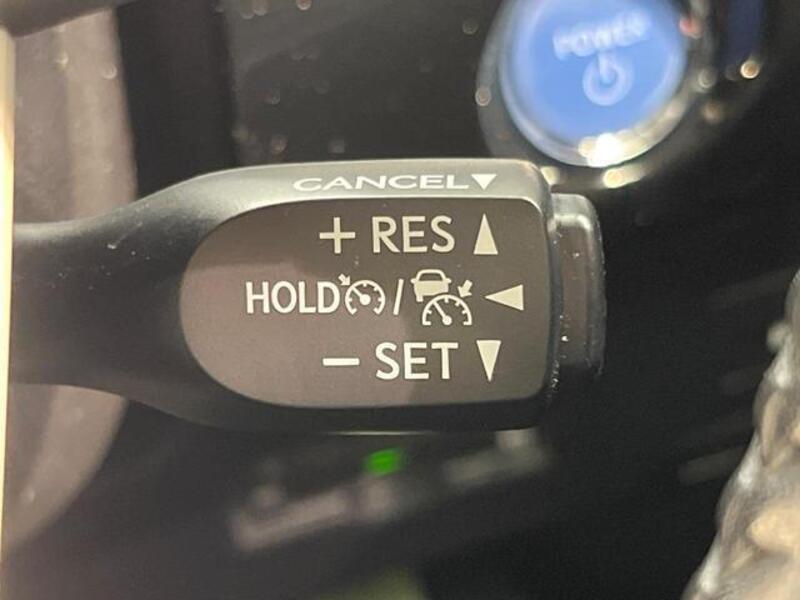 POWER
CANCEL▼
+ RES ▲
HOLD / ◀
− SET ▼